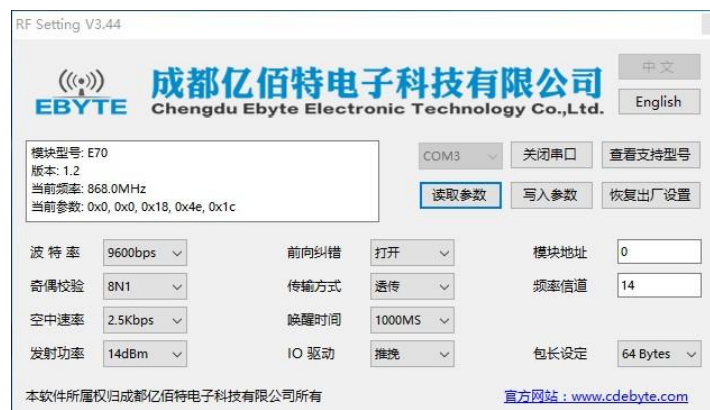 RF Setting V3.44
EBYTE
成都亿佰特电子科技有限公司
Chengdu Ebyte Electronic Technology Co.,Ltd.
中文
English
模块型号: E70
版本: 1.2
当前频率: 868.0MHz
当前参数: 0x0, 0x0, 0x18, 0x4e, 0x1c
COM3 关闭串口 查看支持型号
读取参数 写入参数 恢复出厂设置
波特率 9600bps 前向纠错 打开 模块地址 0
奇偶校验 8N1 传输方式 透传 频率信道 14
空中速率 2.5Kbps 唤醒时间 1000MS
发射功率 14dBm IO 驱动 推挽 包长设定 64 Bytes
本软件所属权归成都亿佰特电子科技有限公司所有 官方网站：www.cdebyte.com